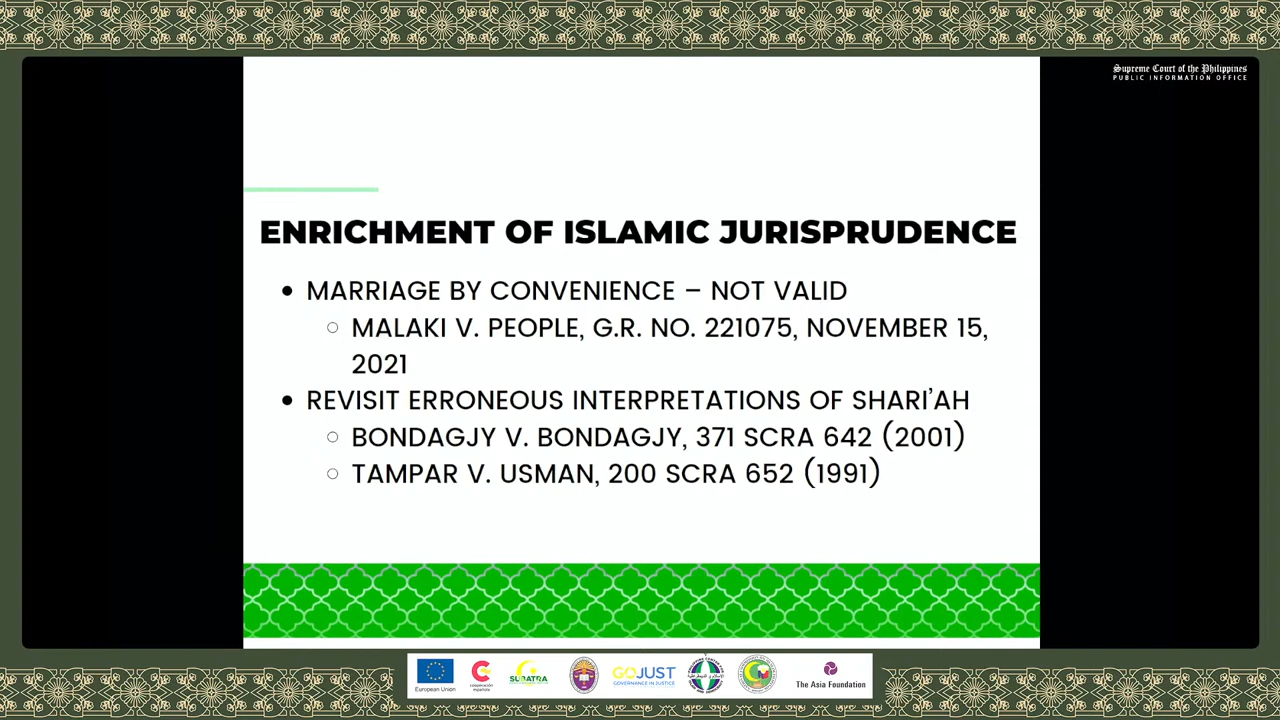 Supreme Court of the Philippines
PUBLIC INFORMATION OFFICE
ENRICHMENT OF ISLAMIC JURISPRUDENCE
• MARRIAGE BY CONVENIENCE – NOT VALID
○ MALAKI V. PEOPLE, G.R. NO. 221075, NOVEMBER 15,
2021
• REVISIT ERRONEOUS INTERPRETATIONS OF SHARI’AH
○ BONDAGJY V. BONDAGJY, 371 SCRA 642 (2001)
○ TAMPAR V. USMAN, 200 SCRA 652 (1991)
European Union
cooperación
española
GOJUST
GOVERNANCE IN JUSTICE
The Asia Foundation